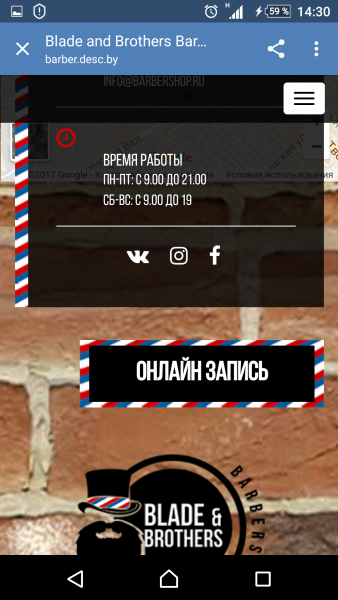 H
59 %
14:30
Blade and Brothers Bar...
barber.desc.by
INFO@BARBERSHOP.RU
ВРЕМЯ РАБОТЫ
ПН-ПТ: С 9.00 ДО 21.00
СБ-ВС: С 9.00 ДО 19
©2017 Google - К
Условия использования
ОНЛАЙН ЗАПИСЬ
BLADE &
BROTHERS
BARBERS